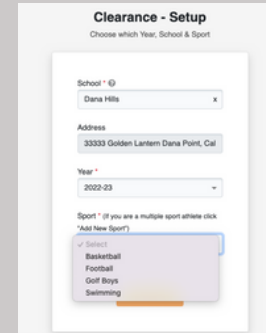 Clearance - Setup
Choose which Year, School & Sport
School *
Dana Hills x
Address
33333 Golden Lantern Dana Point, Cal
Year *
2022-23
Sport * (If you are a multiple sport athlete click
"Add New Sport")
✓ Select
Basketball
Football
Golf Boys
Swimming